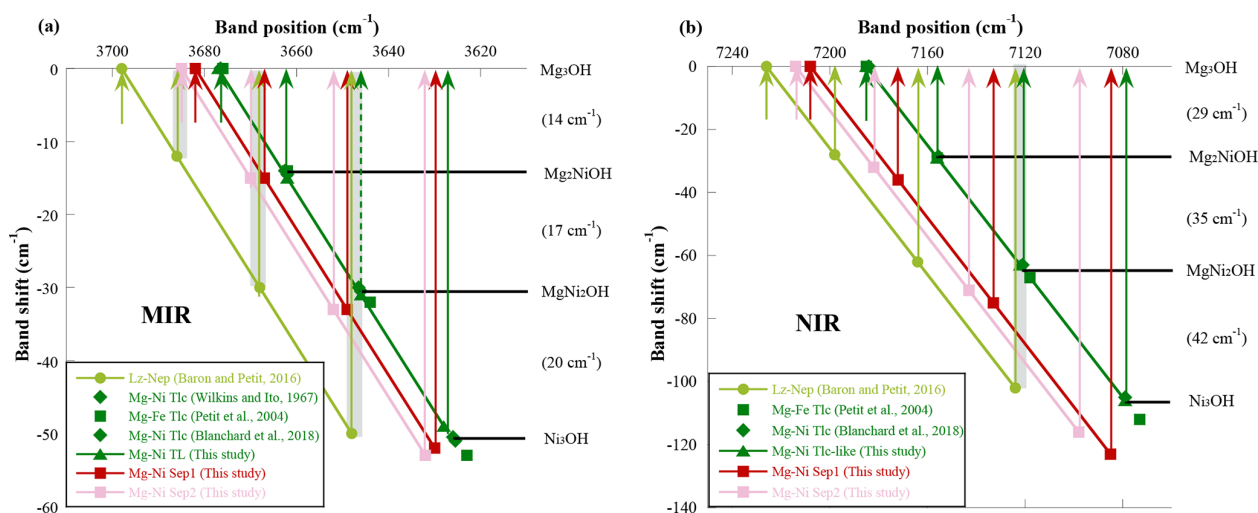 (a)
Band position (cm-1)
3700 3680 3660 3640 3620
Band shift (cm-1)
0
-10
-20
-30
-40
-50
-60
Mg3OH
(14 cm-1)
Mg2NiOH
(17 cm-1)
MgNi2OH
(20 cm-1)
Ni3OH
MIR
Lz-Nep (Baron and Petit, 2016)
Mg-Ni Tlc (Wilkins and Ito, 1967)
Mg-Fe Tlc (Petit et al., 2004)
Mg-Ni Tlc (Blanchard et al., 2018)
Mg-Ni TL (This study)
Mg-Ni Sep1 (This study)
Mg-Ni Sep2 (This study)
(b)
Band position (cm-1)
7240 7200 7160 7120 7080
Band shift (cm-1)
0
-20
-40
-60
-80
-100
-120
-140
Mg3OH
(29 cm-1)
Mg2NiOH
(35 cm-1)
MgNi2OH
(42 cm-1)
Ni3OH
NIR
Lz-Nep (Baron and Petit, 2016)
Mg-Fe Tlc (Petit et al., 2004)
Mg-Ni Tlc (Blanchard et al., 2018)
Mg-Ni Tlc-like (This study)
Mg-Ni Sep1 (This study)
Mg-Ni Sep2 (This study)